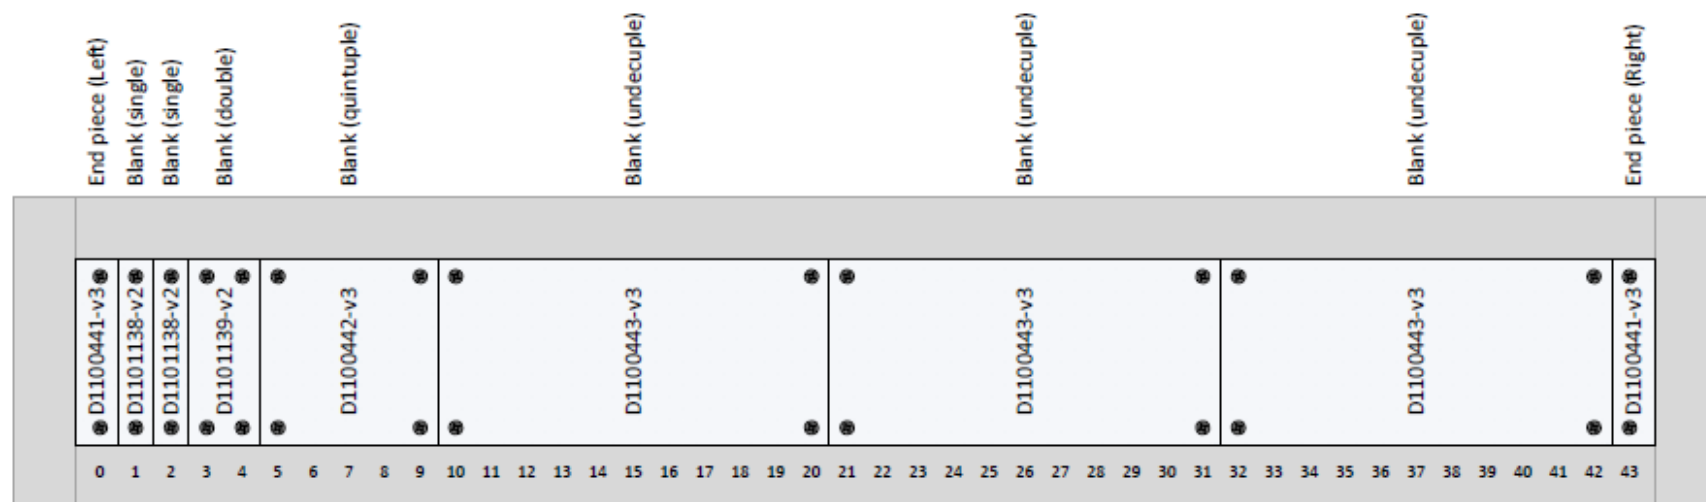 End piece (Left)
Blank (single)
Blank (single)
Blank (double)
Blank (quintuple)
Blank (undecuple)
Blank (undecuple)
Blank (undecuple)
End piece (Right)
D1100441-v3
D1101138-v2
D1101138-v2
D1101139-v2
D1100442-v3
D1100443-v3
D1100443-v3
D1100443-v3
D1100441-v3
0 1 2 3 4 5 6 7 8 9 10 11 12 13 14 15 16 17 18 19 20 21 22 23 24 25 26 27 28 29 30 31 32 33 34 35 36 37 38 39 40 41 42 43